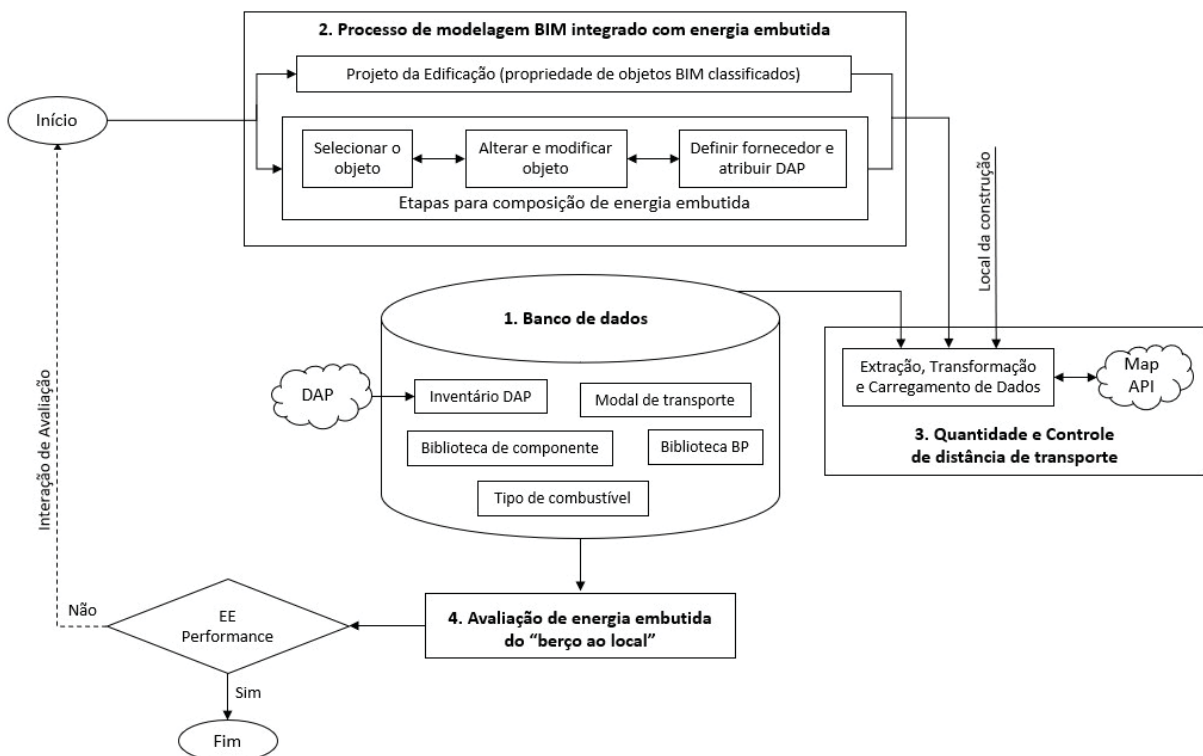 2. Processo de modelagem BIM integrado com energia embutida
Projeto da Edificação (propriedade de objetos BIM classificados)
Início
Selecionar o
objeto
Alterar e modificar
objeto
Definir fornecedor e
atribuir DAP
Etapas para composição de energia embutida
Local da construção
1. Banco de dados
DAP
Inventário DAP
Modal de transporte
Biblioteca de componente
Biblioteca BP
Tipo de combustível
Extração, Transformação
e Carregamento de Dados
Map
API
3. Quantidade e Controle
de distância de transporte
Interação de Avaliação
Não
EE
Performance
4. Avaliação de energia embutida
do “berço ao local”
Sim
Fim